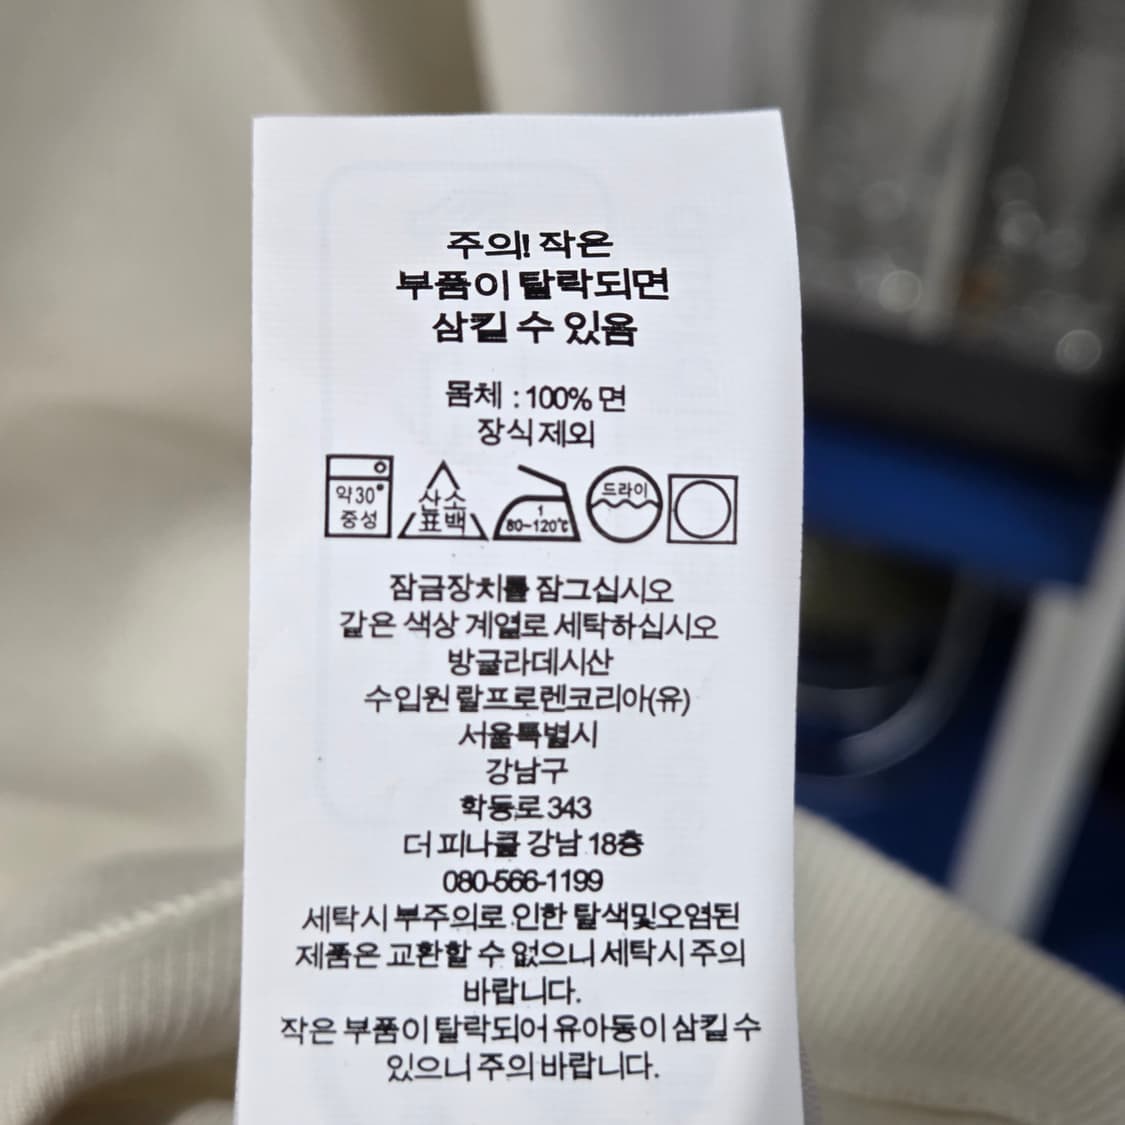 주의! 작은
부품이 탈락되면
삼킬 수 있음
몸체 : 100% 면
장식 제외
약30° 중성
산소 표백
1 80~120℃
드라이
잠금장치를 잠그십시오
같은 색상 계열로 세탁하십시오
방글라데시산
수입원 랄프로렌코리아(유)
서울특별시
강남구
학동로 343
더 피나클 강남 18층
080-566-1199
세탁시 부주의로 인한 탈색및오염된
제품은 교환할 수 없으니 세탁시 주의
바랍니다.
작은 부품이 탈락되어 유아동이 삼킬 수
있으니 주의 바랍니다.